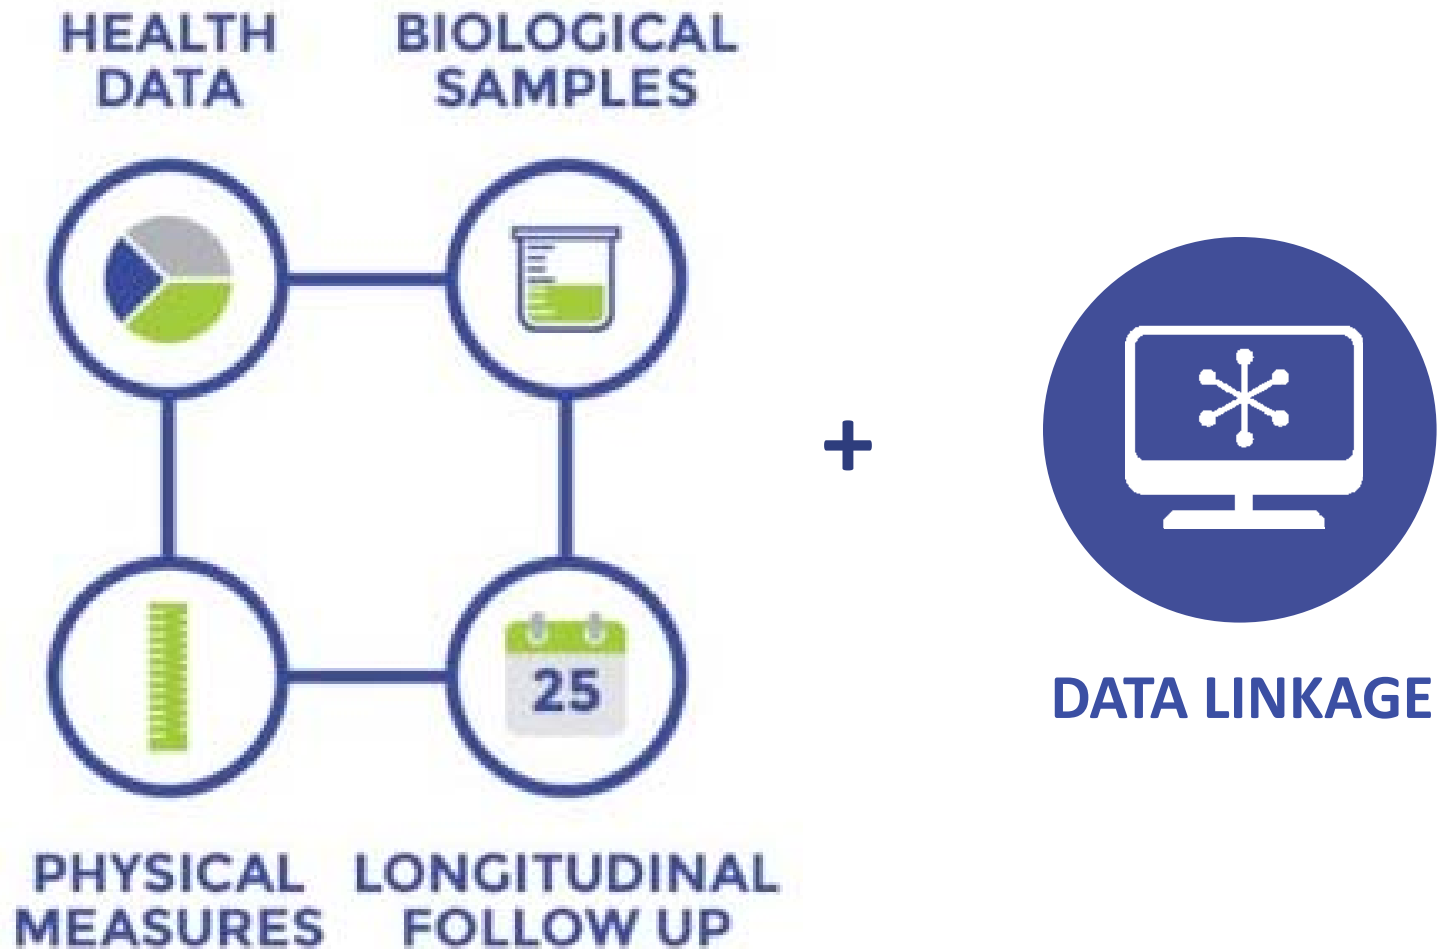 HEALTH
DATA
BIOLOGICAL
SAMPLES
+
25
DATA LINKAGE
PHYSICAL
MEASURES
LONGITUDINAL
FOLLOW UP